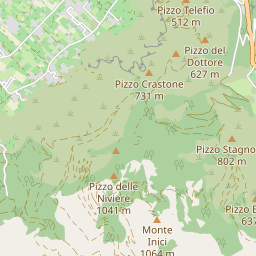 Pizzo Telefio
512 m
Pizzo del
Dottore
627 m
Pizzo Crastone
731 m
Pizzo Stagno
802 m
Pizzo delle
Niviere
1041 m
Pizzo
Monte
Inici
1064 m